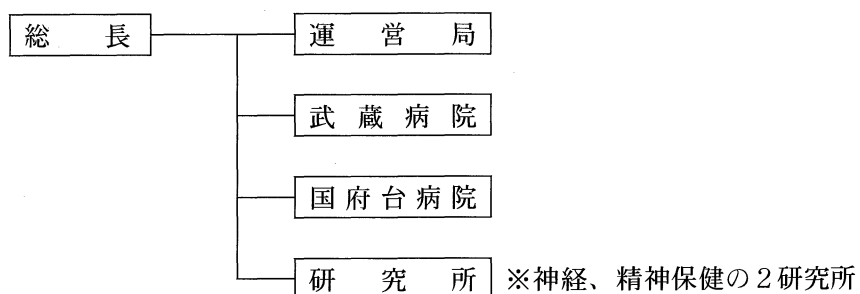 総長
運営局
武蔵病院
国府台病院
研究所 ※神経、精神保健の2研究所